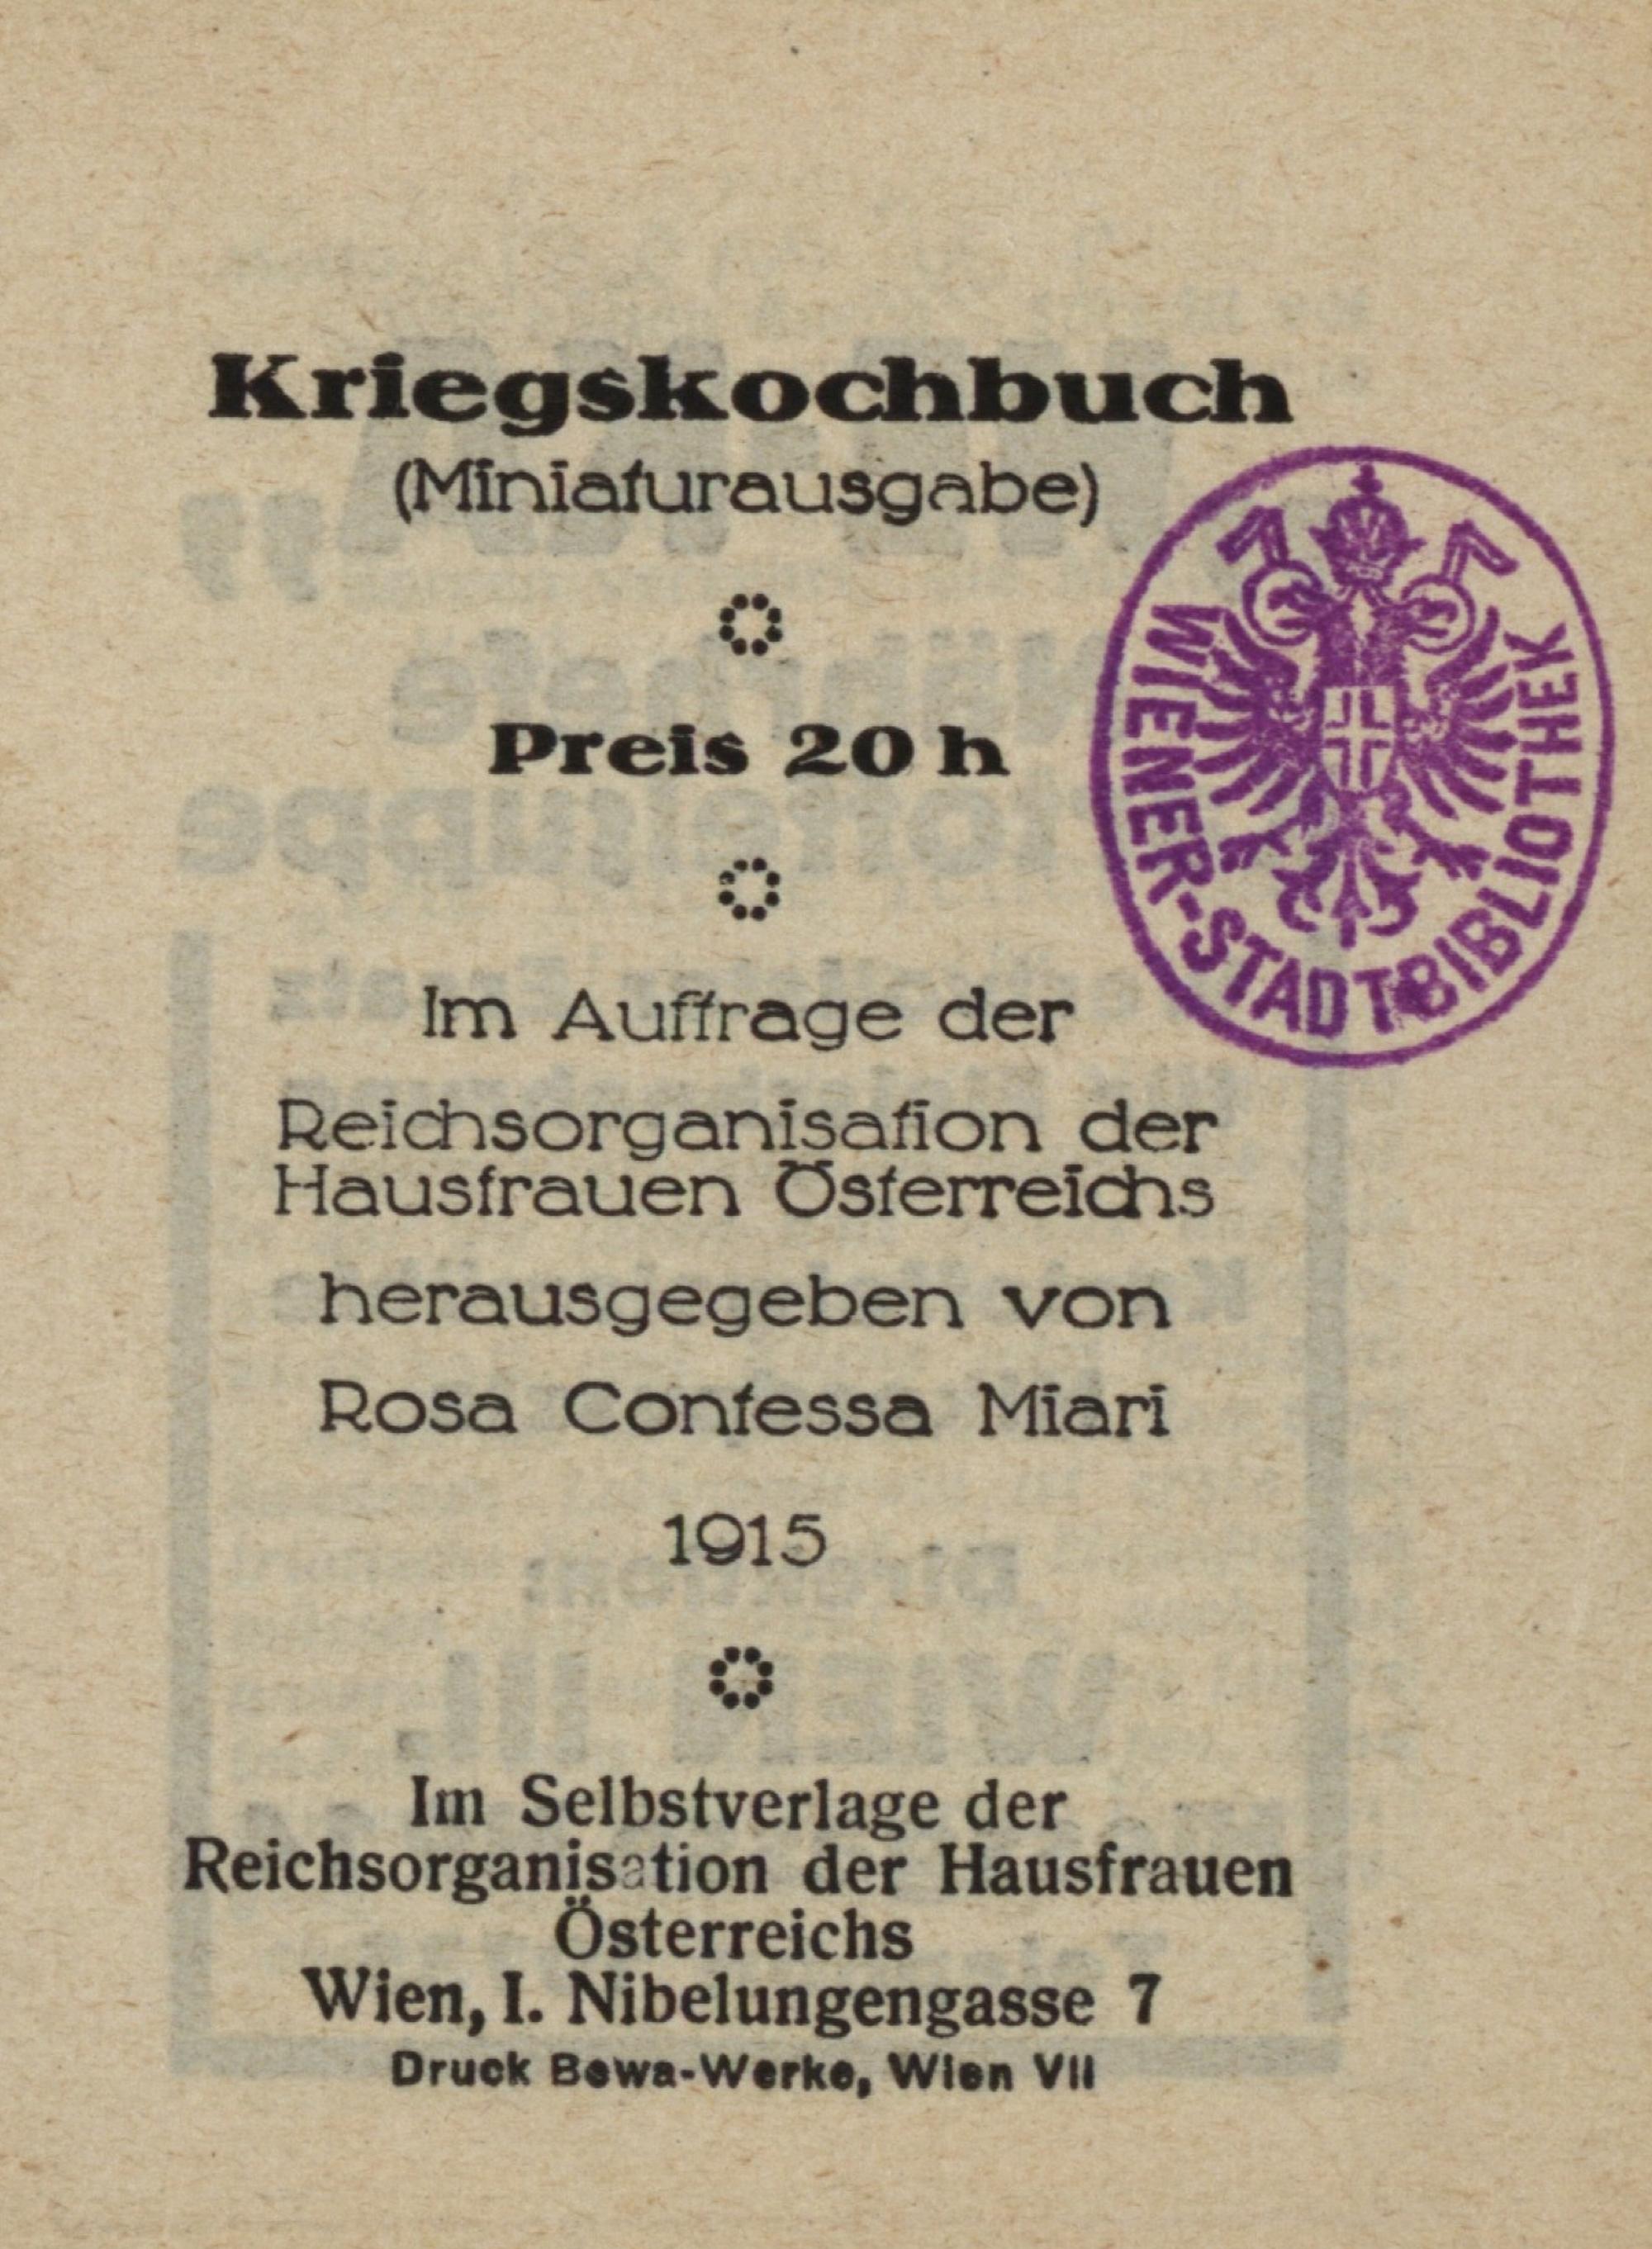 Kriegskochbuch
(Miniaturausgabe)
Preis 20 h
WIENER-STADTBIBLIOTHEK
Im Auftrage der
Reichsorganisation der
Hausfrauen Österreichs
herausgegeben von
Rosa Contessa Miari
1915
Im Selbstverlage der
Reichsorganisation der Hausfrauen
Österreichs
Wien, I. Nibelungengasse 7
Druck Bewa-Werke, Wien VII